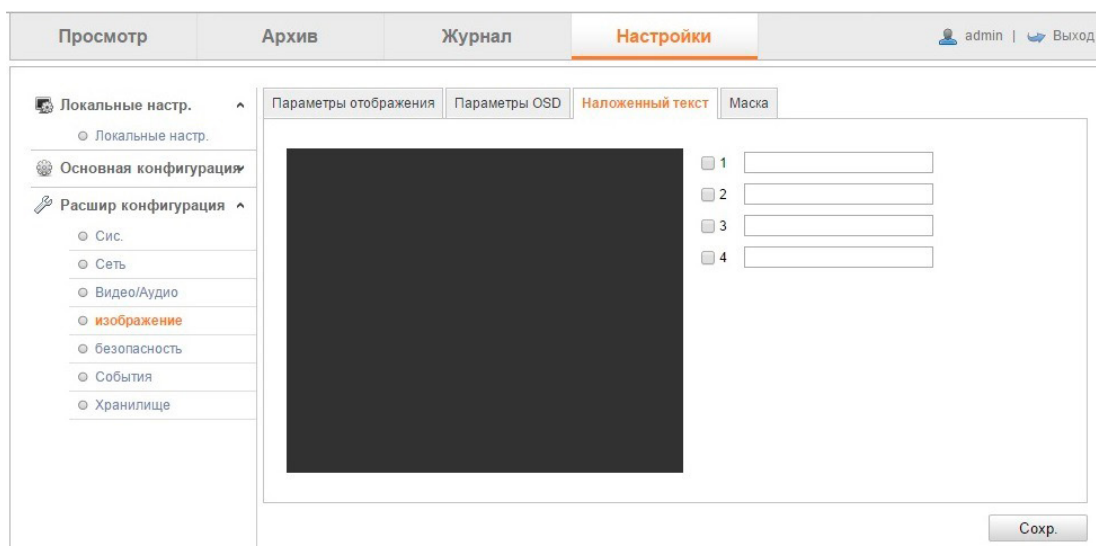 Просмотр Архив Журнал Настройки admin | Выход
Локальные настр.
Локальные настр.
Основная конфигурация
Расшир конфигурация
Сис.
Сеть
Видео/Аудио
изображение
безопасность
События
Хранилище
Параметры отображения Параметры OSD Наложенный текст Маска
1
2
3
4
Сохр.